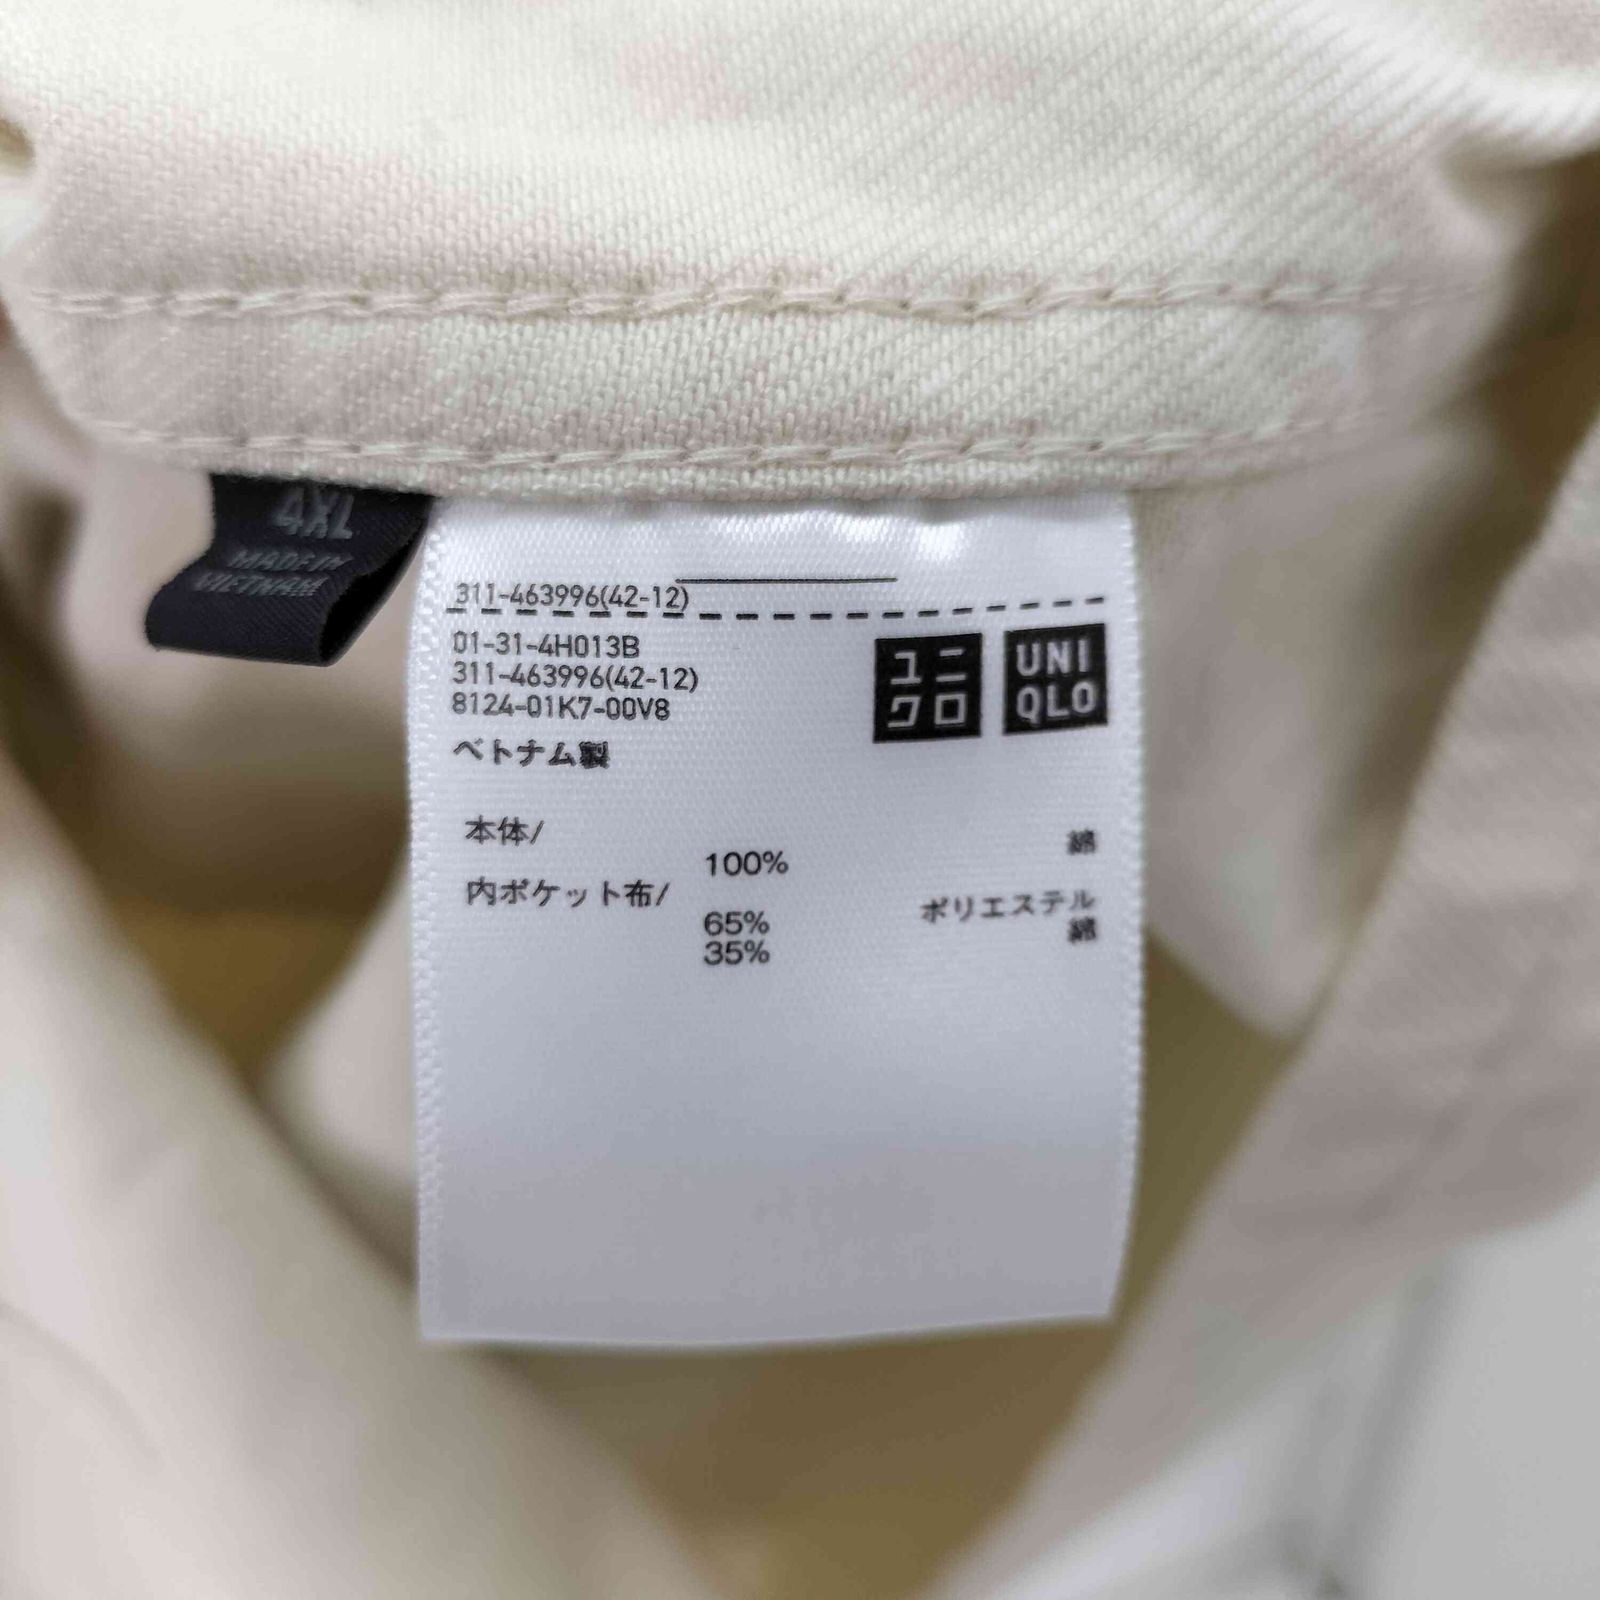 4XL
MADE IN
VIETNAM
311-463996(42-12)
01-31-4H013B
311-463996(42-12)
8124-01K7-00V8
ベトナム製
ユニ
クロ
UNI
QLO
本体/
100% 綿
内ポケット布/
65% ポリエステル
35% 綿